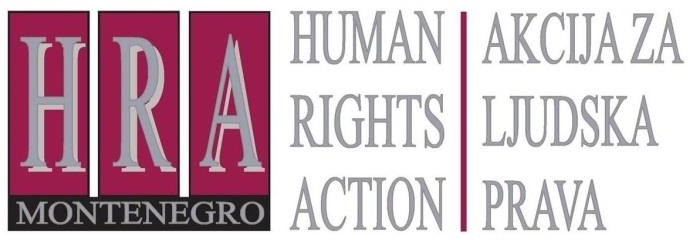 HRA
MONTENEGRO
HUMAN
RIGHTS
ACTION
AKCIJA ZA
LJUDSKA
PRAVA